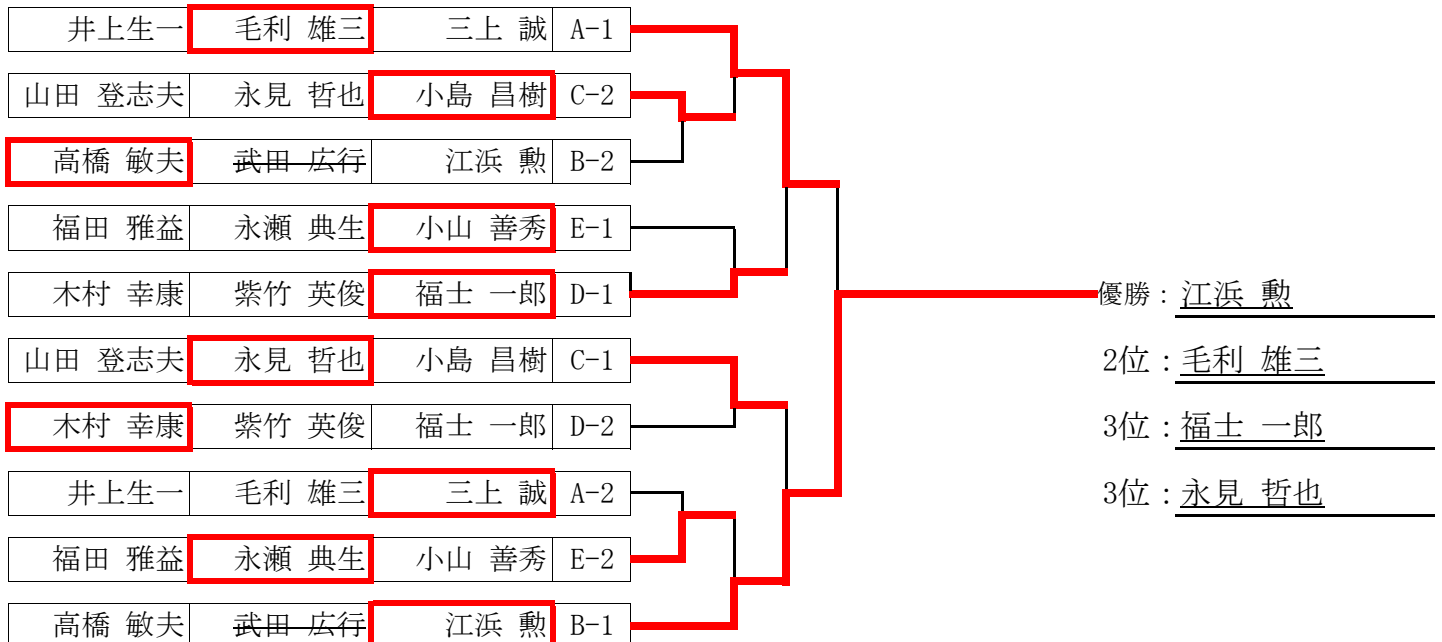 井上生一 毛利 雄三 三上 誠 A-1
山田 登志夫 永見 哲也 小島 昌樹 C-2
高橋 敏夫 武田 広行 江浜 勲 B-2
福田 雅益 永瀬 典生 小山 善秀 E-1
木村 幸康 紫竹 英俊 福士 一郎 D-1
優勝：江浜 勲
山田 登志夫 永見 哲也 小島 昌樹 C-1
2位：毛利 雄三
木村 幸康 紫竹 英俊 福士 一郎 D-2
3位：福士 一郎
井上生一 毛利 雄三 三上 誠 A-2
3位：永見 哲也
福田 雅益 永瀬 典生 小山 善秀 E-2
高橋 敏夫 武田 広行 江浜 勲 B-1